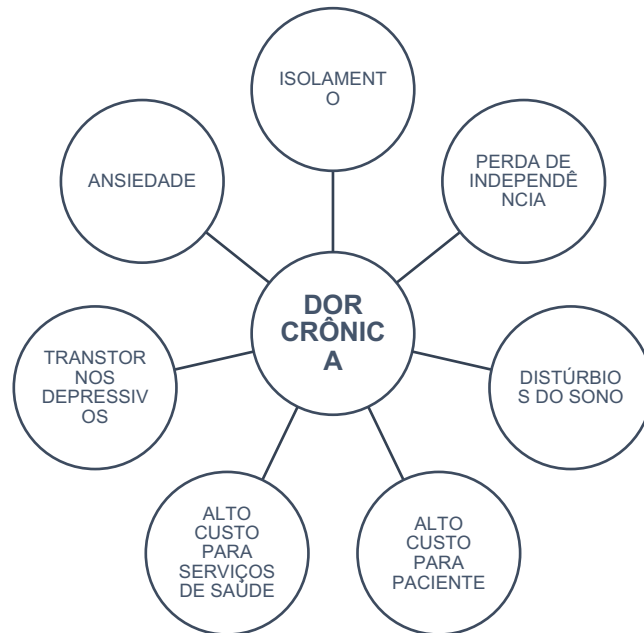 ISOLAMENT
O
PERDA DE
INDEPENDÊ
NCIA
DISTÚRBIO
S DO SONO
ALTO
CUSTO
PARA
PACIENTE
ALTO
CUSTO
PARA
SERVIÇOS
DE SAÚDE
TRANSTOR
NOS
DEPRESSIV
OS
ANSIEDADE
DOR
CRÔNIC
A